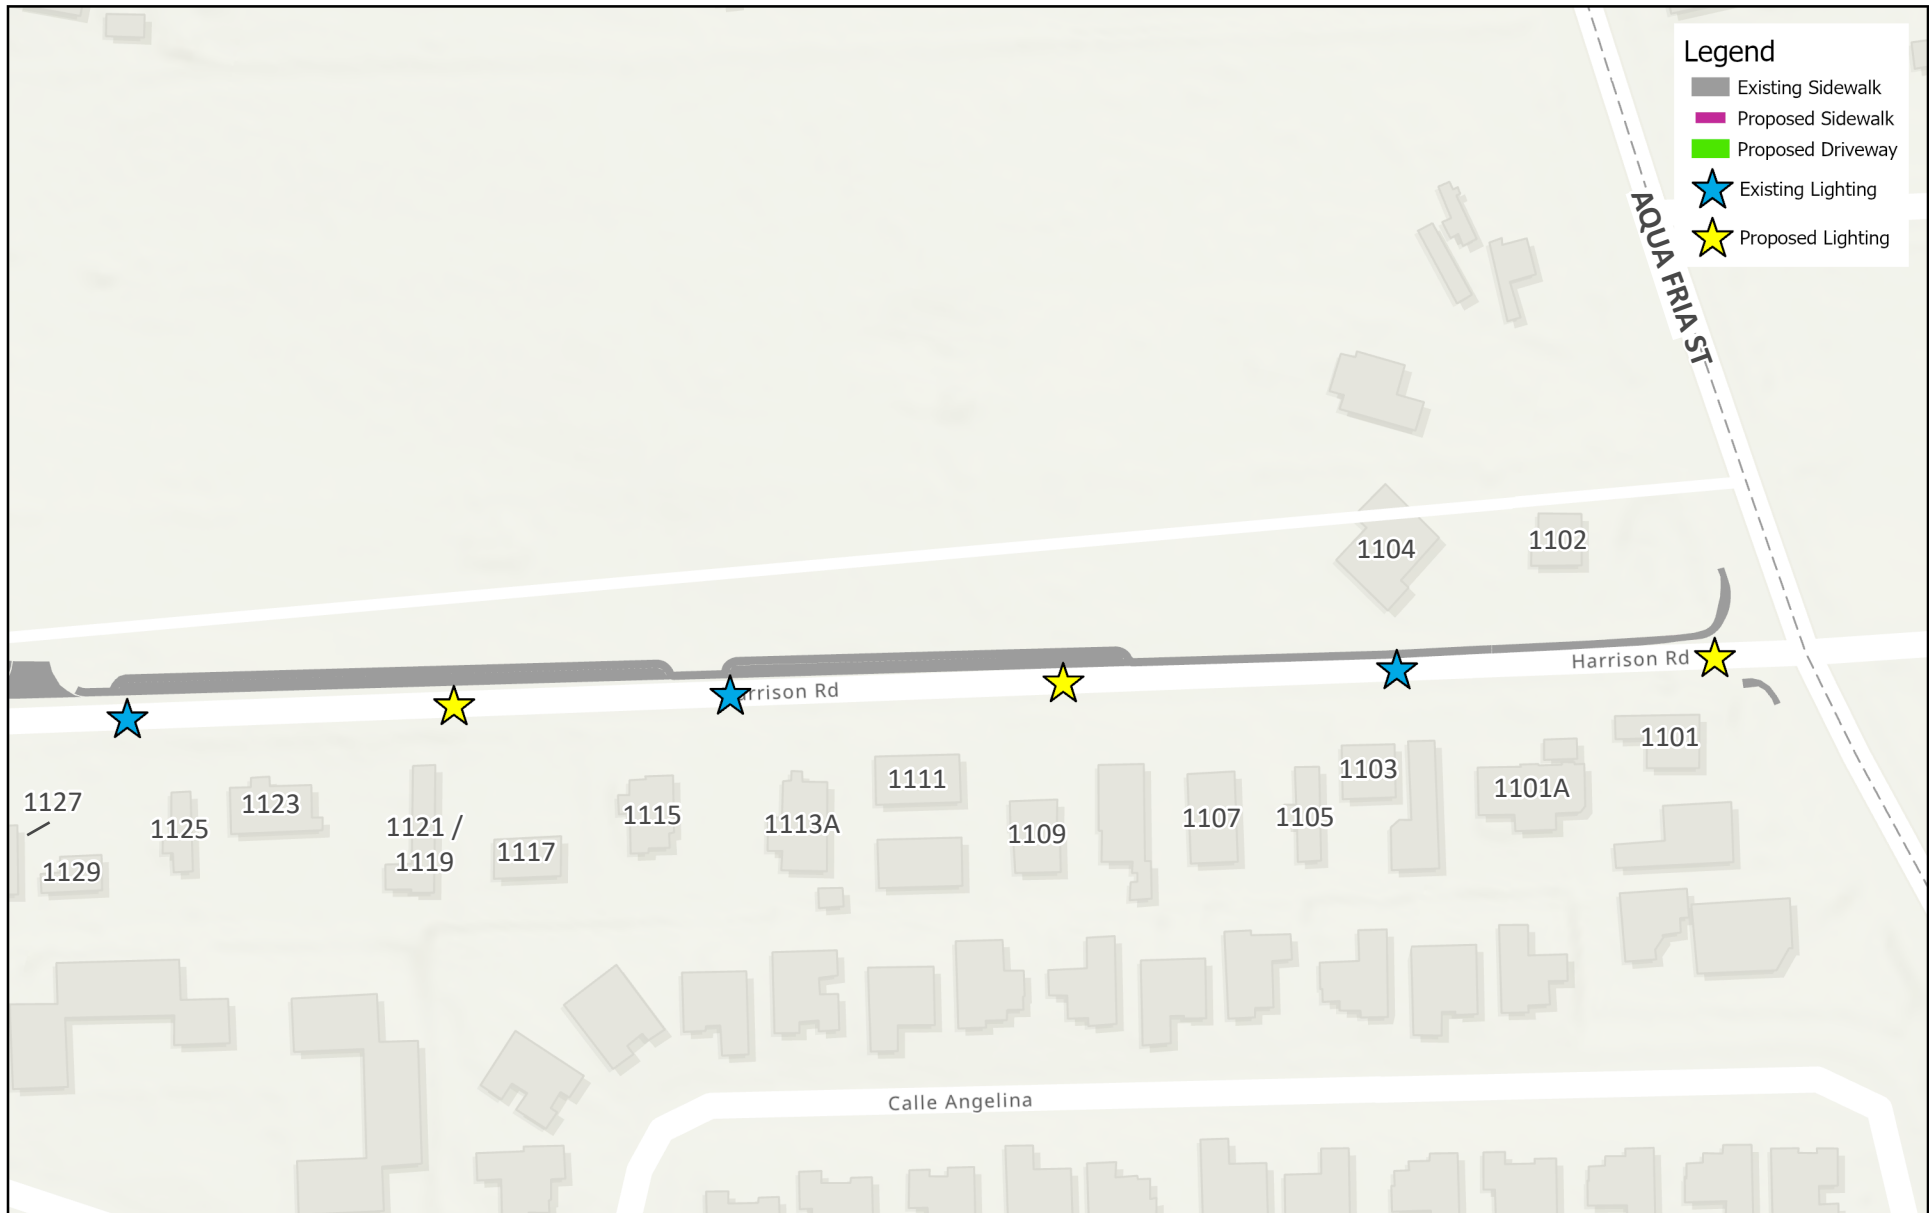 Legend
Existing Sidewalk
Proposed Sidewalk
Proposed Driveway
Existing Lighting
Proposed Lighting
AQUA FRIA ST
1104
1102
Harrison Rd
arrison Rd
1101
1127
1129
1125
1123
1121 /
1119
1117
1115
1113A
1111
1109
1107
1105
1103
1101A
Calle Angelina